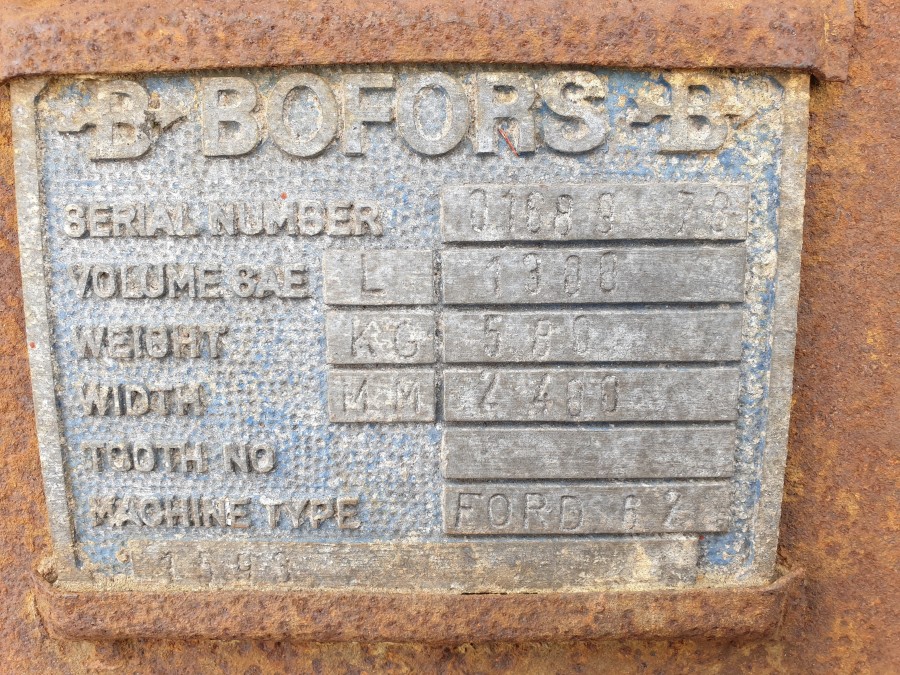 B BOFORS B
SERIAL NUMBER
VOLUME SAE L 1300
WEIGHT KG 580
WIDTH MM 2400
TOOTH NO
MACHINE TYPE FORD